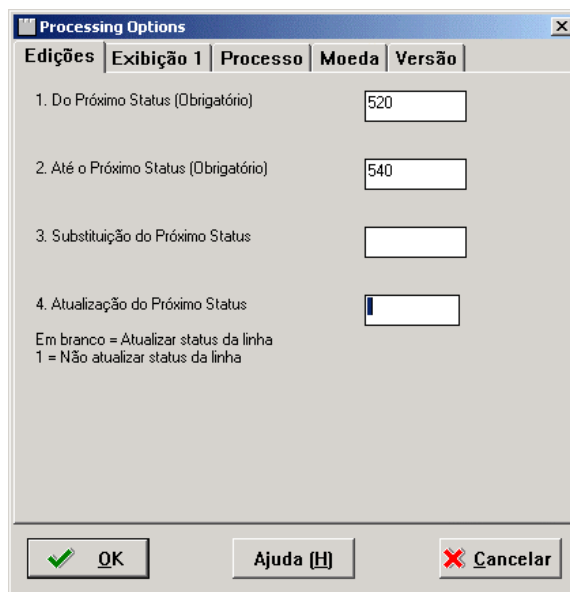 Processing Options
Edições Exibição 1 Processo Moeda Versão
1. Do Próximo Status (Obrigatório) 520
2. Até o Próximo Status (Obrigatório) 540
3. Substituição do Próximo Status
4. Atualização do Próximo Status
Em branco = Atualizar status da linha
1 = Não atualizar status da linha
OK Ajuda (H) Cancelar